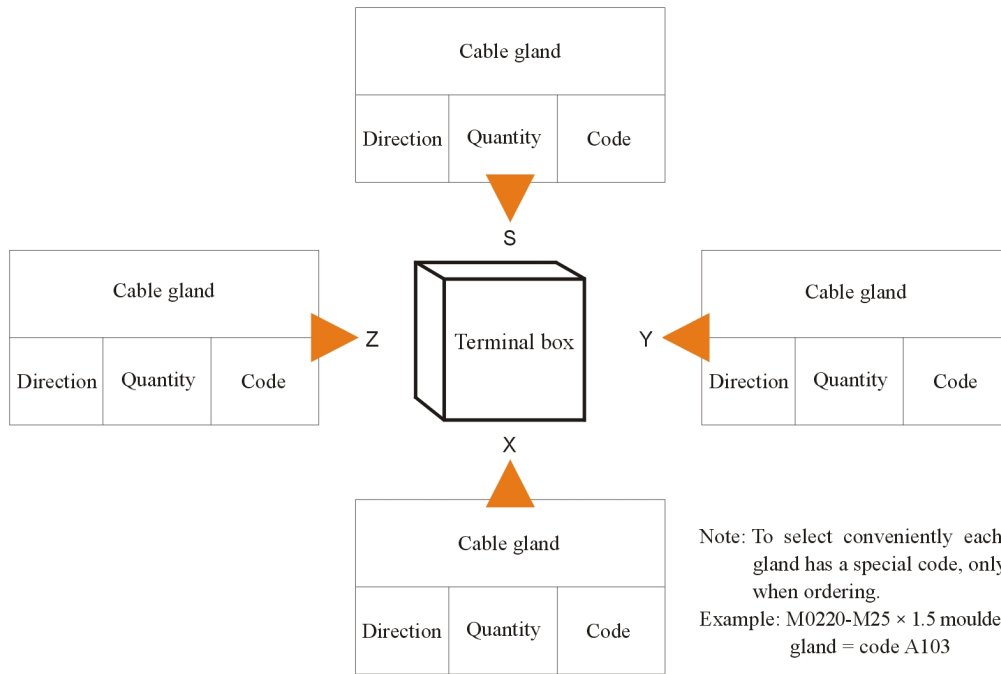 Cable gland
Direction Quantity Code
S
Cable gland
Direction Quantity Code
Z
Terminal box
Y
Cable gland
Direction Quantity Code
X
Cable gland
Direction Quantity Code
Note: To select conveniently each
gland has a special code, only
when ordering.
Example: M0220-M25 × 1.5 moulde
gland = code A103